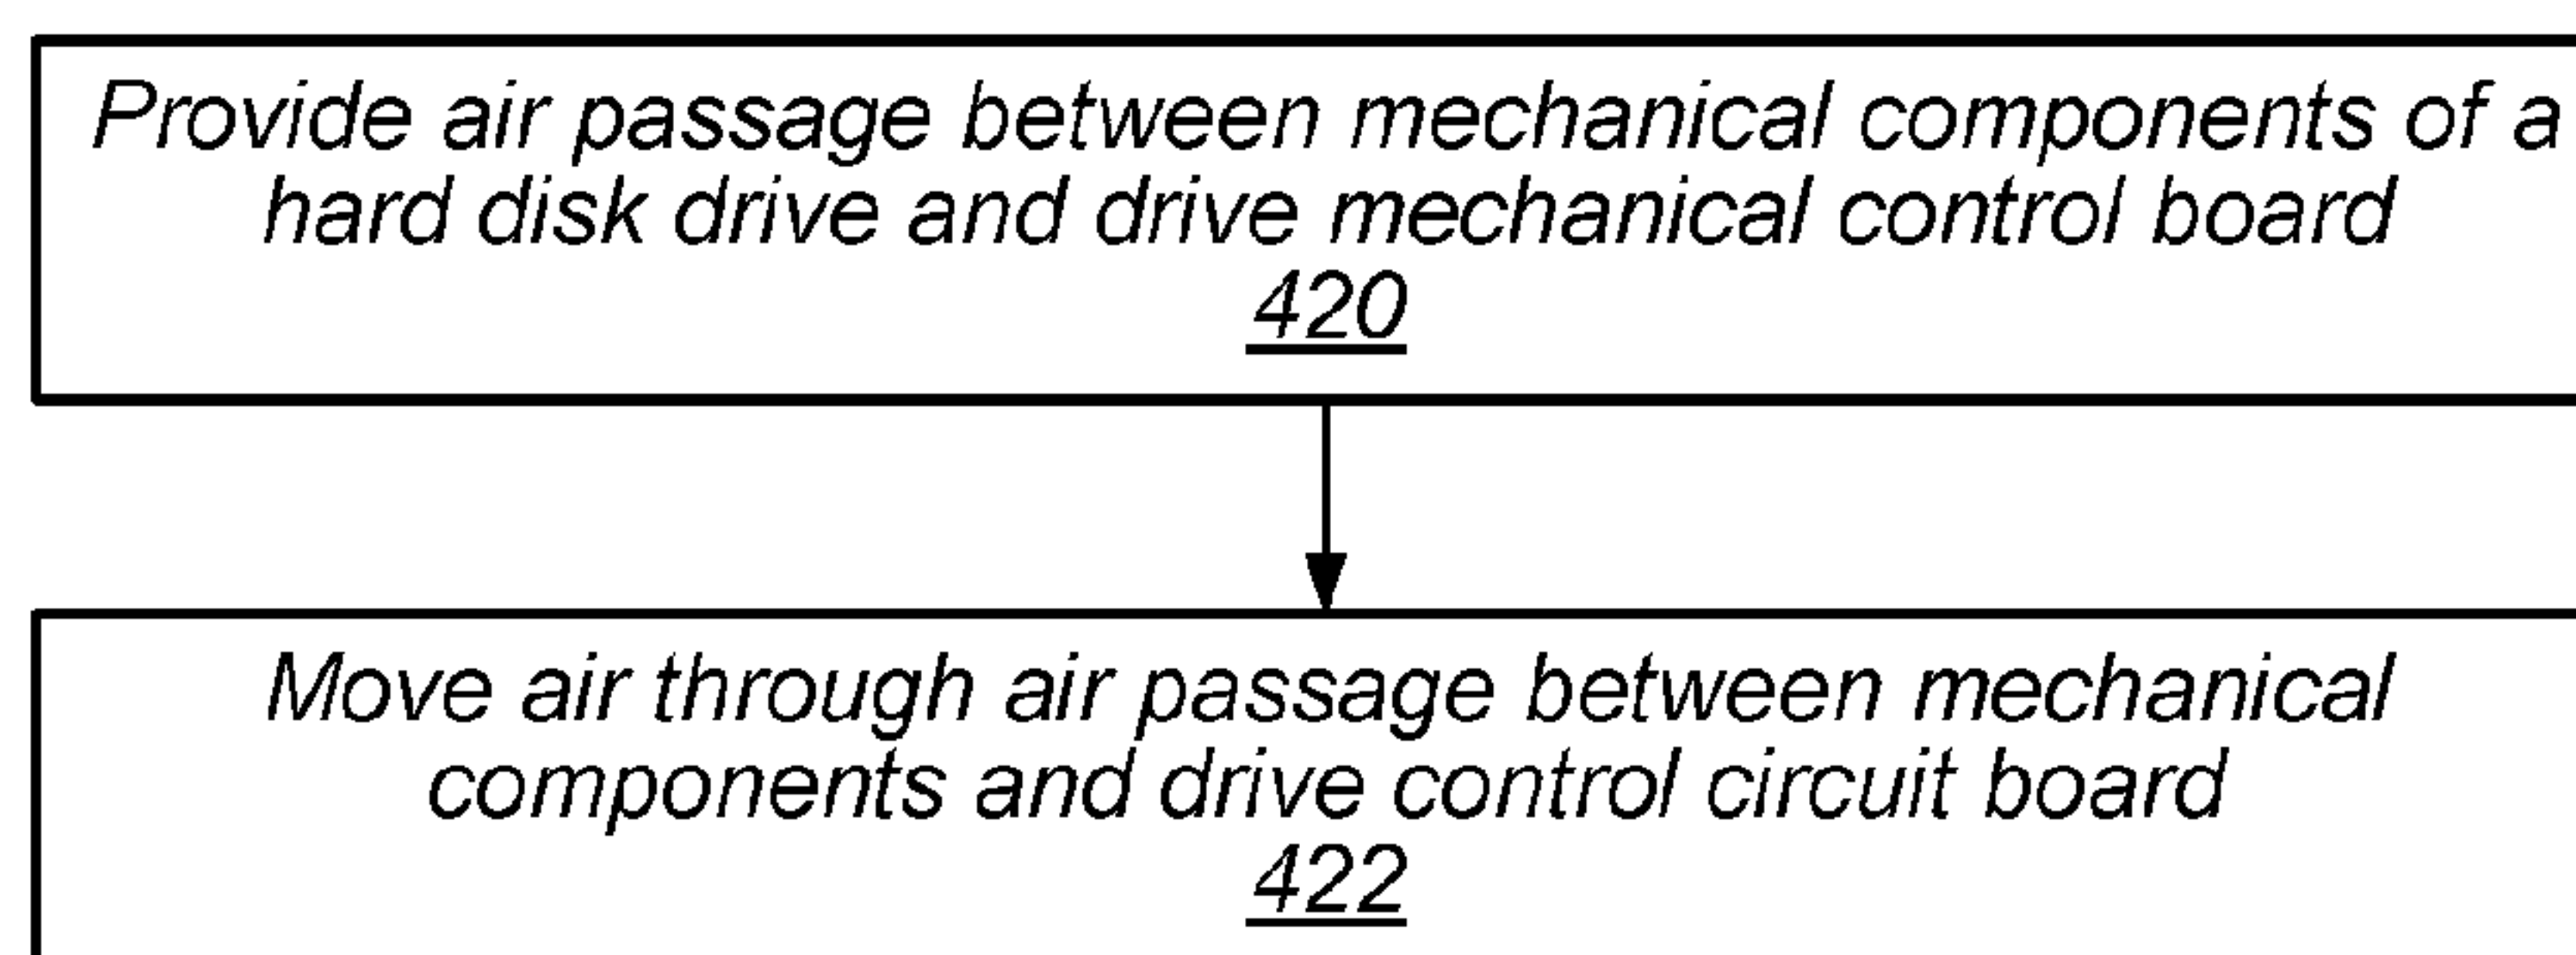 Provide air passage between mechanical components of a
hard disk drive and drive mechanical control board
420
Move air through air passage between mechanical
components and drive control circuit board
422